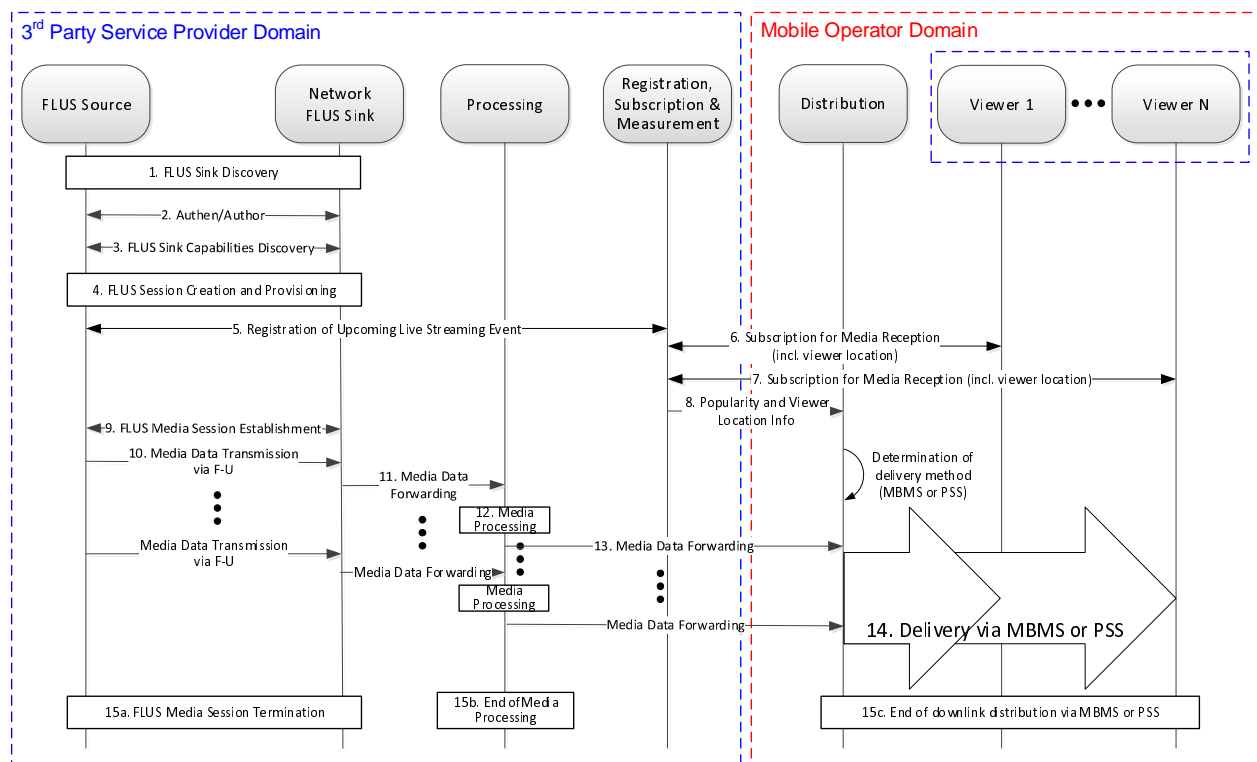 3rd Party Service Provider Domain
Mobile Operator Domain
FLUS Source
Network
FLUS Sink
Processing
Registration,
Subscription &
Measurement
Distribution
Viewer 1
Viewer N
1. FLUS Sink Discovery
2. Authen/Author
3. FLUS Sink Capabilities Discovery
4. FLUS Session Creation and Provisioning
5. Registration of Upcoming Live Streaming Event
6. Subscription for Media Reception
(incl. viewer location)
7. Subscription for Media Reception (incl. viewer location)
8. Popularity and Viewer
Location Info
9. FLUS Media Session Establishment
10. Media Data Transmission
via F-U
11. Media Data
Forwarding
Determination of
delivery method
(MBMS or PSS)
12. Media
Processing
13. Media Data Forwarding
Media Data Transmission
via F-U
Media Data Forwarding
Media
Processing
Media Data Forwarding
14. Delivery via MBMS or PSS
15a. FLUS Media Session Termination
15b. End of Media
Processing
15c. End of downlink distribution via MBMS or PSS